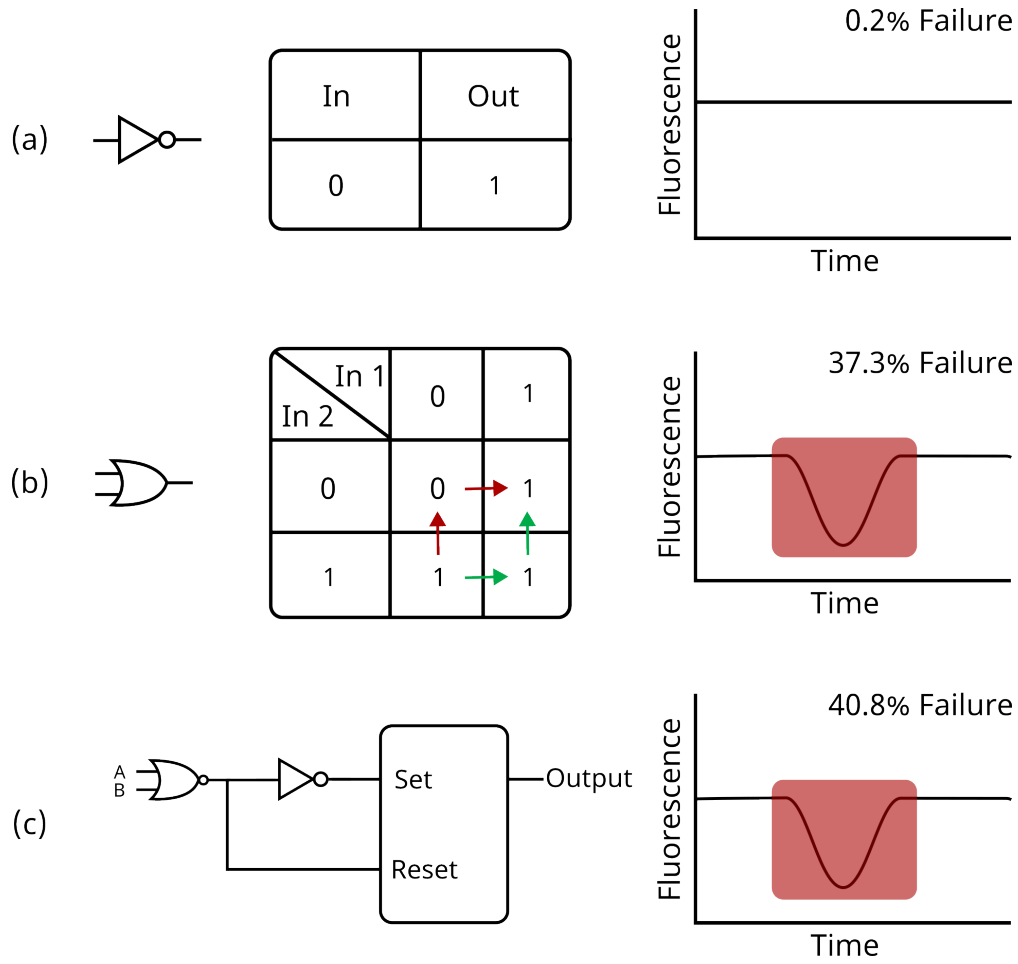 (a)
In Out
0 1
0.2% Failure
Fluorescence
Time
(b)
In 1
In 2
0 1
0 0 1
1 1 1
37.3% Failure
Fluorescence
Time
(c)
A
B
Set
Reset
Output
40.8% Failure
Fluorescence
Time